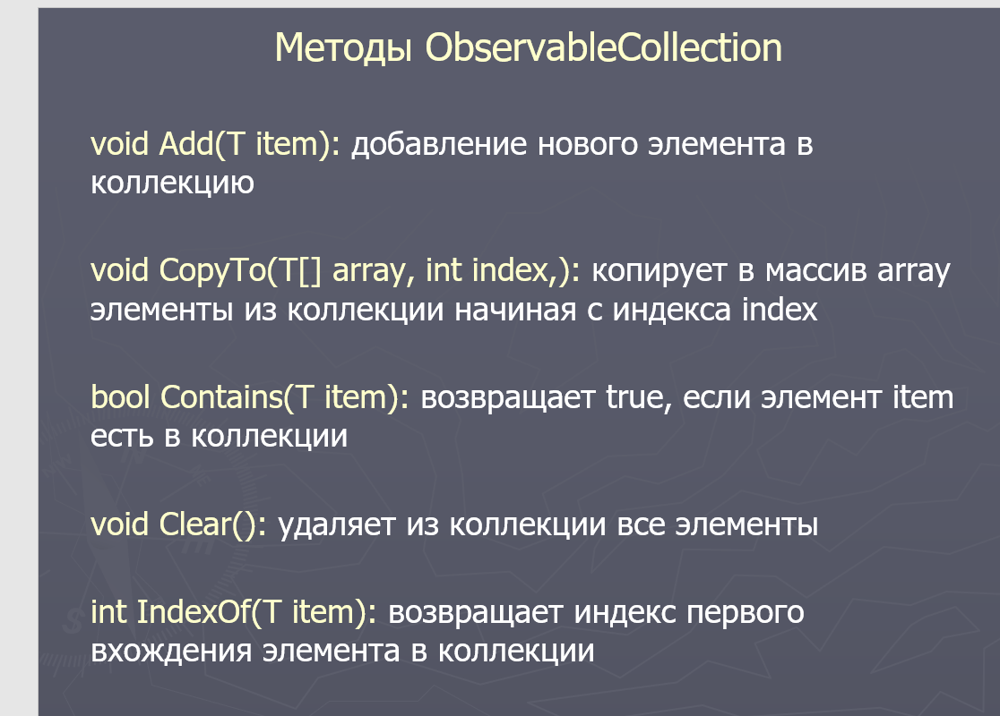 Методы ObservableCollection
void Add(T item): добавление нового элемента в
коллекцию
void CopyTo(T[] array, int index,): копирует в массив array
элементы из коллекции начиная с индекса index
bool Contains(T item): возвращает true, если элемент item
есть в коллекции
void Clear(): удаляет из коллекции все элементы
int IndexOf(T item): возвращает индекс первого
вхождения элемента в коллекции